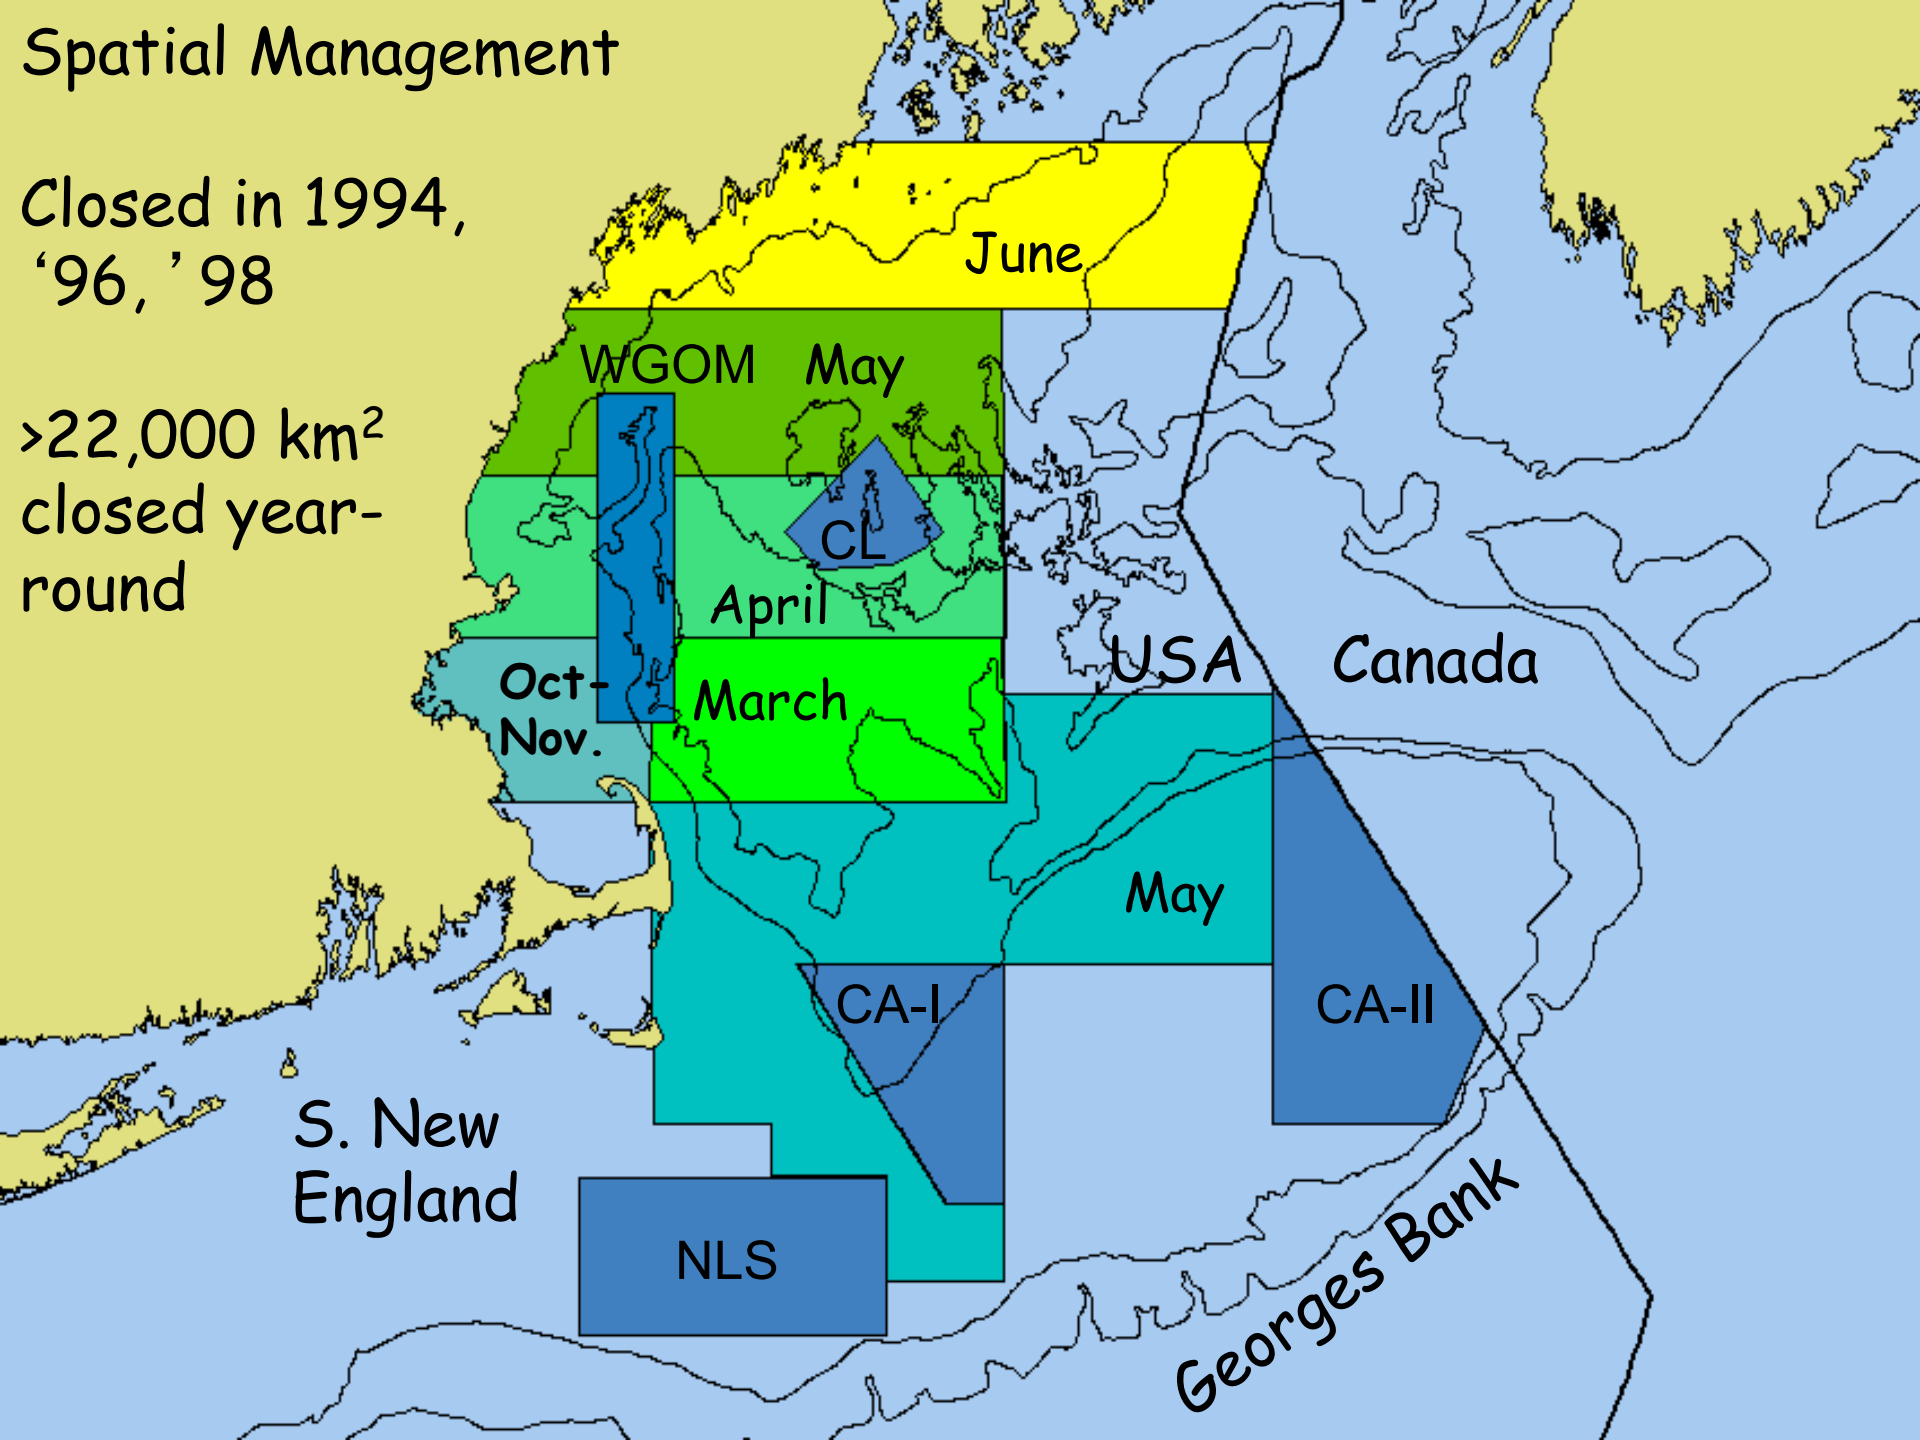 Spatial Management
Closed in 1994,
‘96, ’ 98
>22,000 km²
closed year-
round
June
WGOM May
CL
April
USA Canada
Oct-
Nov.
March
May
CA-I
CA-II
S. New
England
NLS
Georges Bank